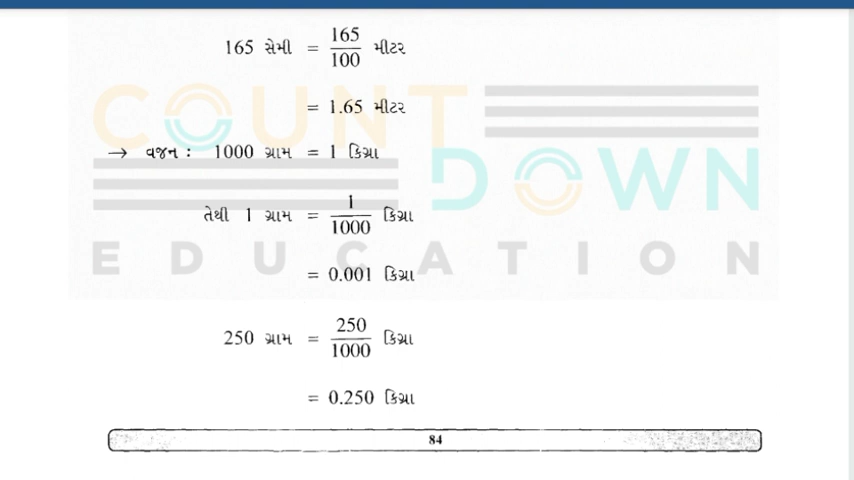 165 સેમી = 165/100 મીટર
= 1.65 મીટર
→ વજન : 1000 ગ્રામ = 1 કિગ્રા
તેથી 1 ગ્રામ = 1/1000 કિગ્રા
= 0.001 કિગ્રા
250 ગ્રામ = 250/1000 કિગ્રા
= 0.250 કિગ્રા
84
COUNT
DOWN
EDUCATION